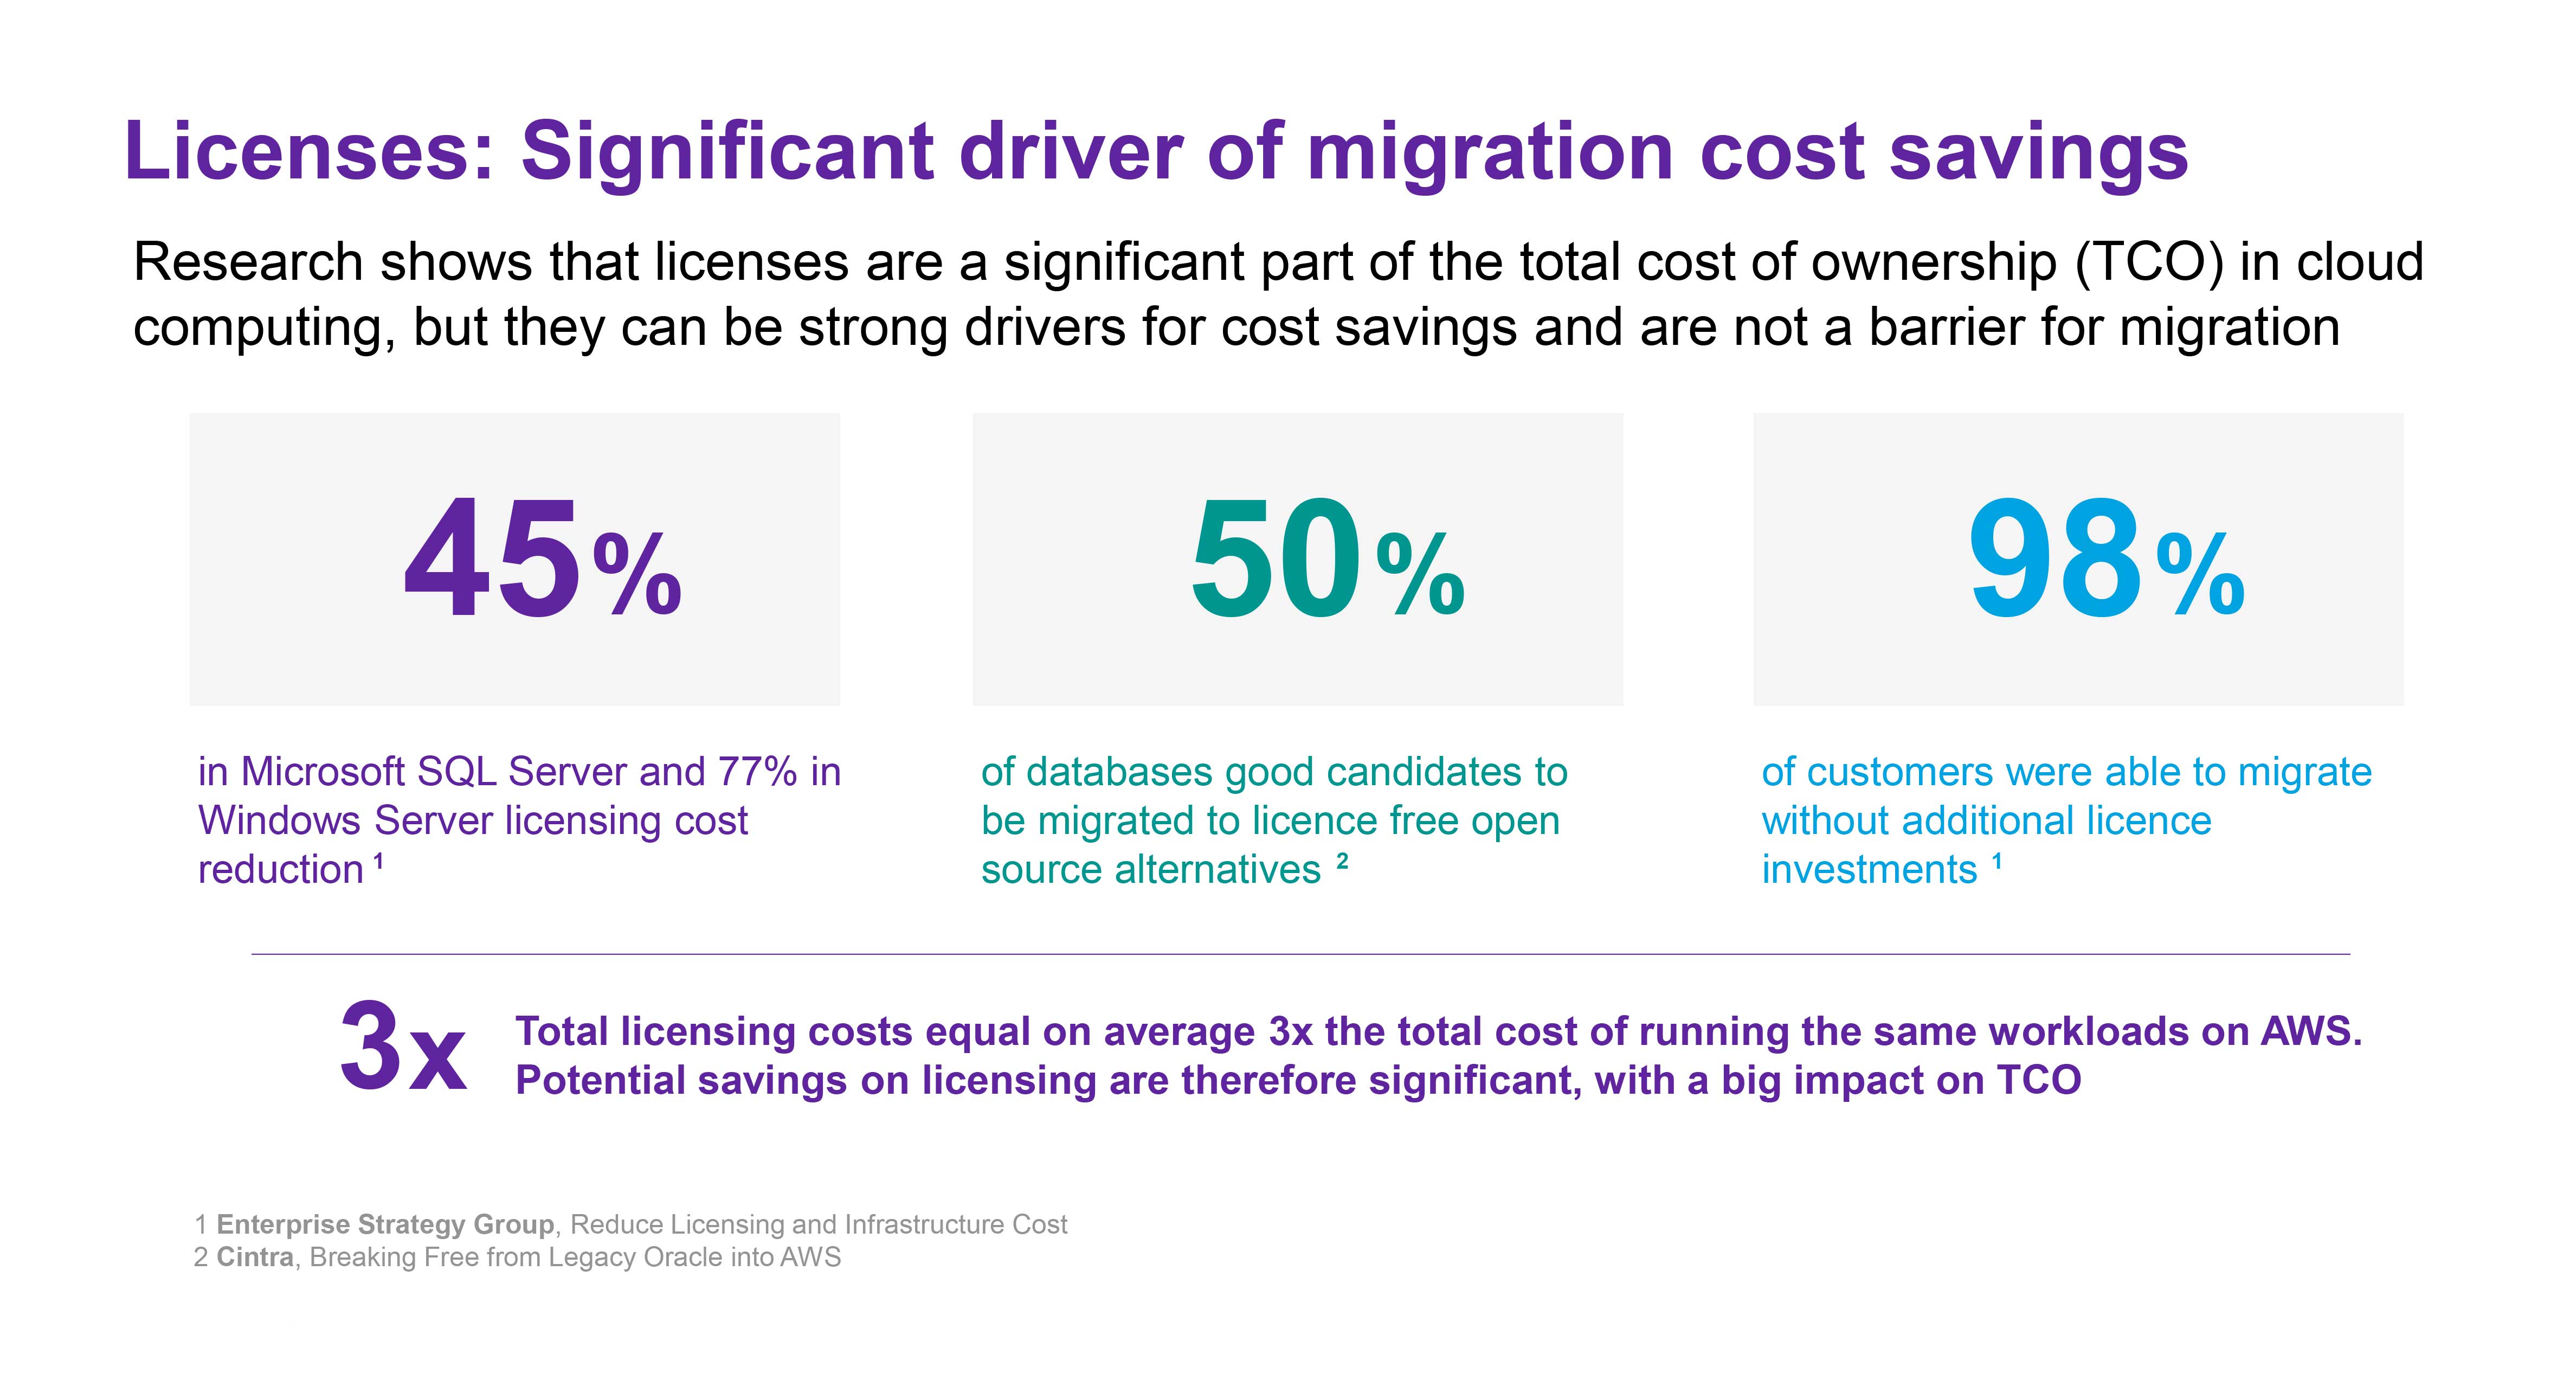 Licenses: Significant driver of migration cost savings
Research shows that licenses are a significant part of the total cost of ownership (TCO) in cloud
computing, but they can be strong drivers for cost savings and are not a barrier for migration
45%
in Microsoft SQL Server and 77% in
Windows Server licensing cost
reduction 1
50%
of databases good candidates to
be migrated to licence free open
source alternatives 2
98%
of customers were able to migrate
without additional licence
investments 1
3x
Total licensing costs equal on average 3x the total cost of running the same workloads on AWS.
Potential savings on licensing are therefore significant, with a big impact on TCO
1 Enterprise Strategy Group, Reduce Licensing and Infrastructure Cost
2 Cintra, Breaking Free from Legacy Oracle into AWS